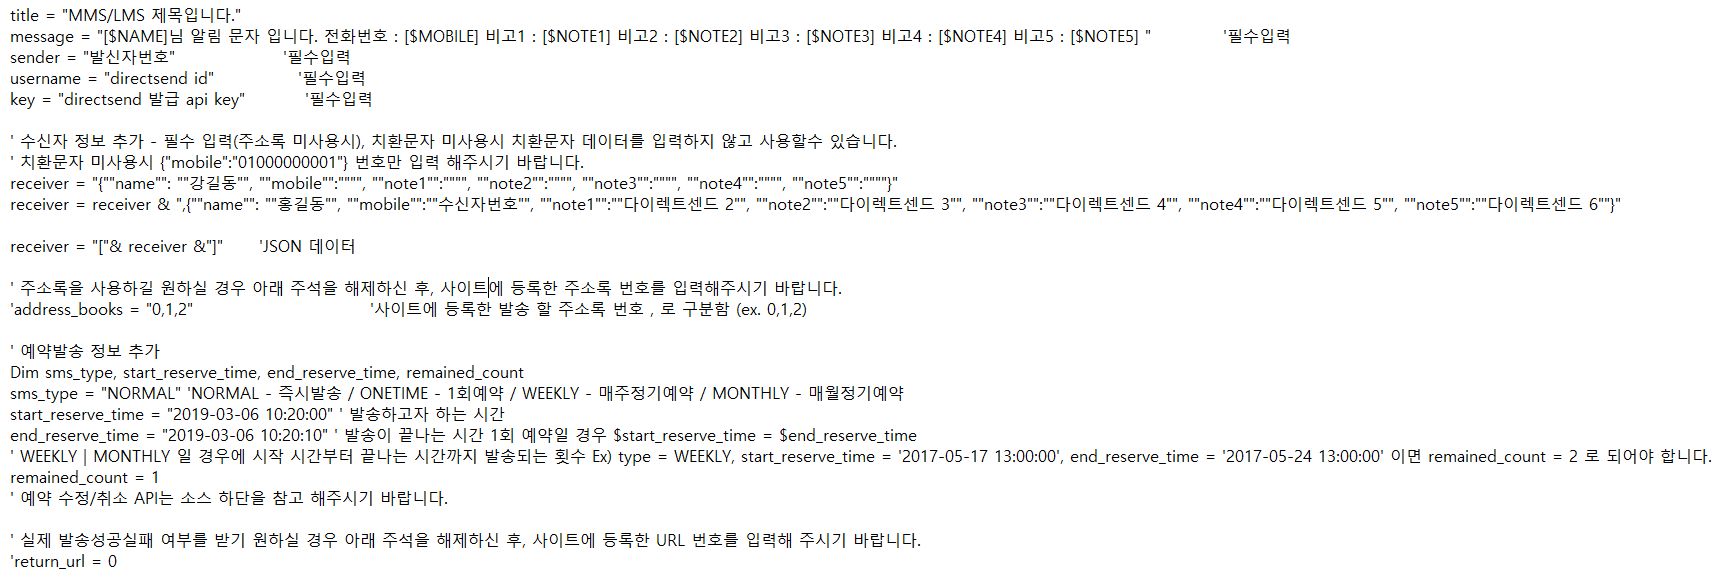 title = "MMS/LMS 제목입니다."
message = "[$NAME]님 알림 문자 입니다. 전화번호 : [$MOBILE] 비고1 : [$NOTE1] 비고2 : [$NOTE2] 비고3 : [$NOTE3] 비고4 : [$NOTE4] 비고5 : [$NOTE5] " '필수입력
sender = "발신자번호" '필수입력
username = "directsend id" '필수입력
key = "directsend 발급 api key" '필수입력
' 수신자 정보 추가 - 필수 입력(주소록 미사용시), 치환문자 미사용시 치환문자 데이터를 입력하지 않고 사용할수 있습니다.
' 치환문자 미사용시 {"mobile":"01000000001"} 번호만 입력 해주시기 바랍니다.
receiver = "{""name"": ""강길동"", ""mobile"":"""", ""note1"":"""", ""note2"":"""", ""note3"":"""", ""note4"":"""", ""note5"":""""}"
receiver = receiver & ",{""name"": ""홍길동"", ""mobile"":""수신자번호"", ""note1"":""다이렉트센드 2"", ""note2"":""다이렉트센드 3"", ""note3"":""다이렉트센드 4"", ""note4"":""다이렉트센드 5"", ""note5"":""다이렉트센드 6""}"
receiver = "["& receiver &"]" 'JSON 데이터
' 주소록을 사용하길 원하실 경우 아래 주석을 해제하신 후, 사이트에 등록한 주소록 번호를 입력해주시기 바랍니다.
'address_books = "0,1,2" '사이트에 등록한 발송 할 주소록 번호 , 로 구분함 (ex. 0,1,2)
' 예약발송 정보 추가
Dim sms_type, start_reserve_time, end_reserve_time, remained_count
sms_type = "NORMAL" 'NORMAL - 즉시발송 / ONETIME - 1회예약 / WEEKLY - 매주정기예약 / MONTHLY - 매월정기예약
start_reserve_time = "2019-03-06 10:20:00" ' 발송하고자 하는 시간
end_reserve_time = "2019-03-06 10:20:10" ' 발송이 끝나는 시간 1회 예약일 경우 $start_reserve_time = $end_reserve_time
' WEEKLY | MONTHLY 일 경우에 시작 시간부터 끝나는 시간까지 발송되는 횟수 Ex) type = WEEKLY, start_reserve_time = '2017-05-17 13:00:00', end_reserve_time = '2017-05-24 13:00:00' 이면 remained_count = 2 로 되어야 합니다.
remained_count = 1
' 예약 수정/취소 API는 소스 하단을 참고 해주시기 바랍니다.
' 실제 발송성공실패 여부를 받기 원하실 경우 아래 주석을 해제하신 후, 사이트에 등록한 URL 번호를 입력해 주시기 바랍니다.
'return_url = 0